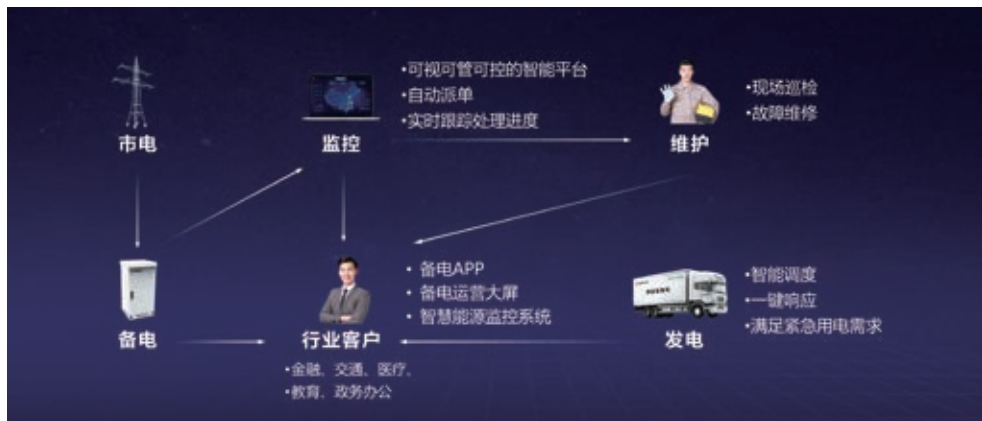 市电
监控
•可视可管可控的智能平台
•自动派单
•实时跟踪处理进度
维护
•现场巡检
•故障维修
备电
行业客户
•金融、交通、医疗、
•教育、政务办公
• 备电APP
• 备电运营大屏
• 智慧能源监控系统
发电
•智能调度
•一键响应
•满足紧急用电需求